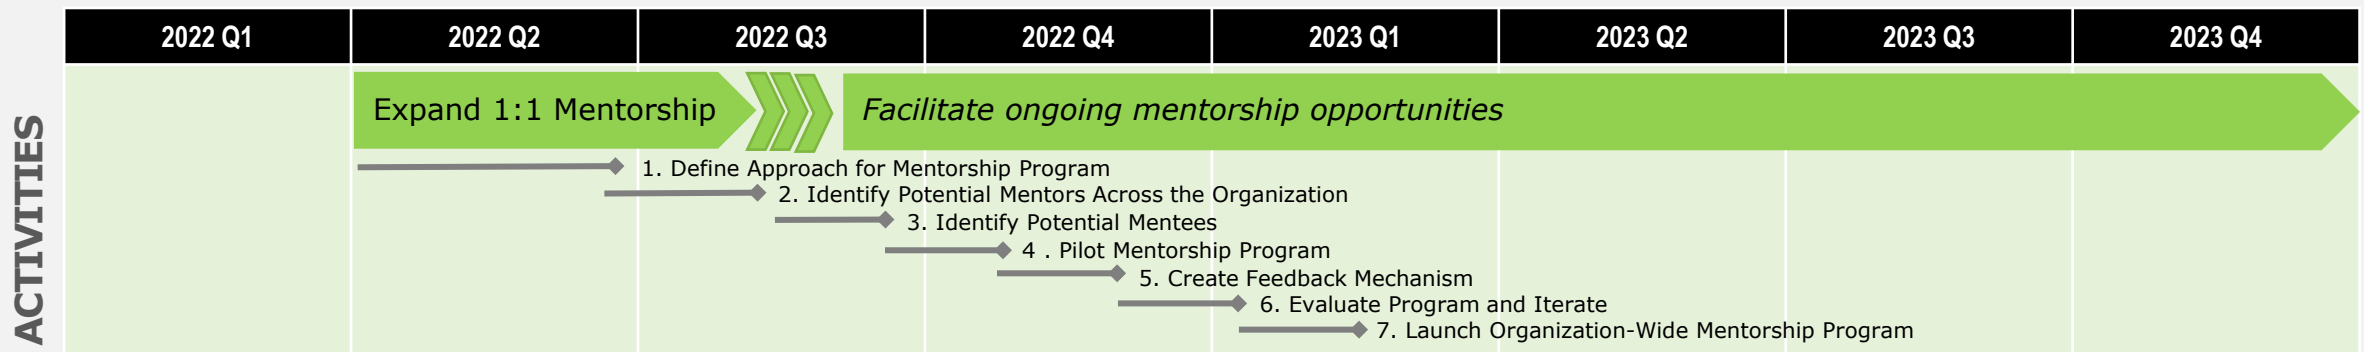 2022 Q1 2022 Q2 2022 Q3 2022 Q4 2023 Q1 2023 Q2 2023 Q3 2023 Q4
ACTIVITIES
Expand 1:1 Mentorship
Facilitate ongoing mentorship opportunities
1. Define Approach for Mentorship Program
2. Identify Potential Mentors Across the Organization
3. Identify Potential Mentees
4 . Pilot Mentorship Program
5. Create Feedback Mechanism
6. Evaluate Program and Iterate
7. Launch Organization-Wide Mentorship Program